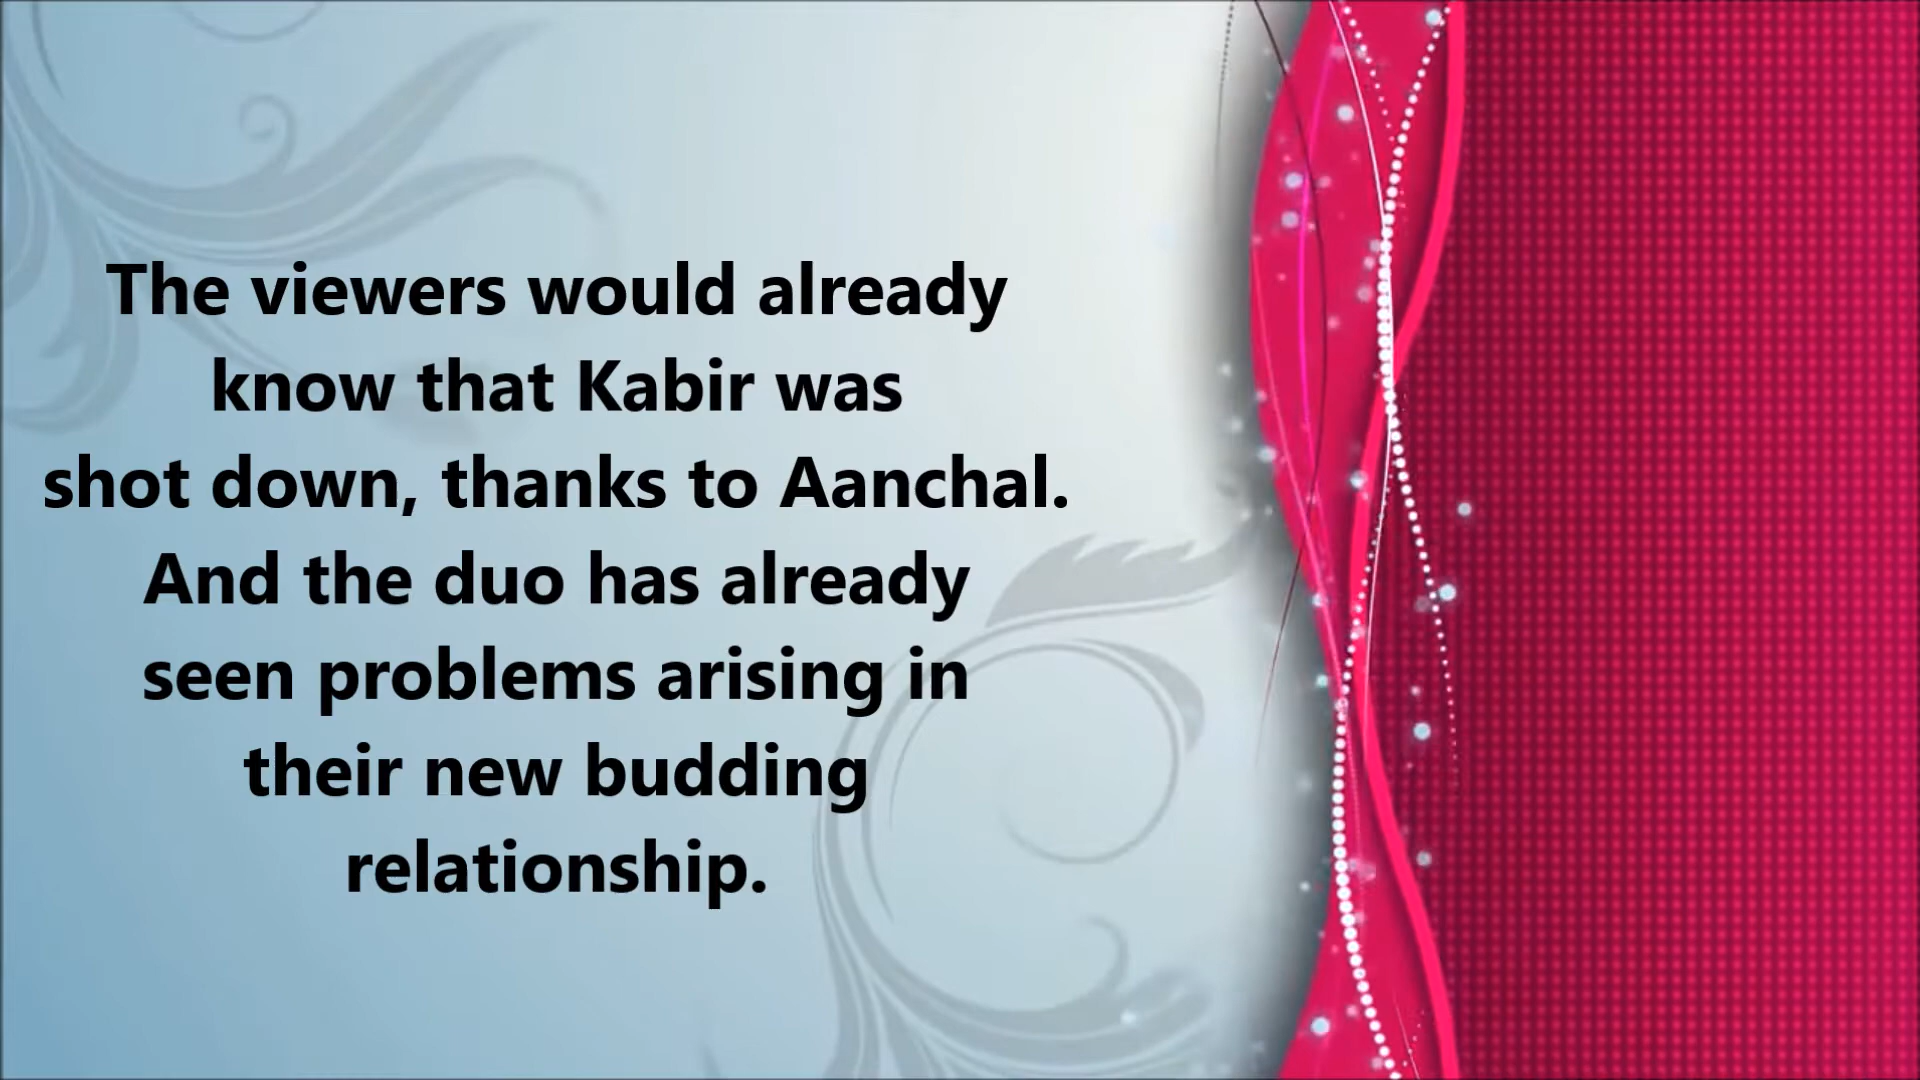 The viewers would already
know that Kabir was
shot down, thanks to Aanchal.
And the duo has already
seen problems arising in
their new budding
relationship.